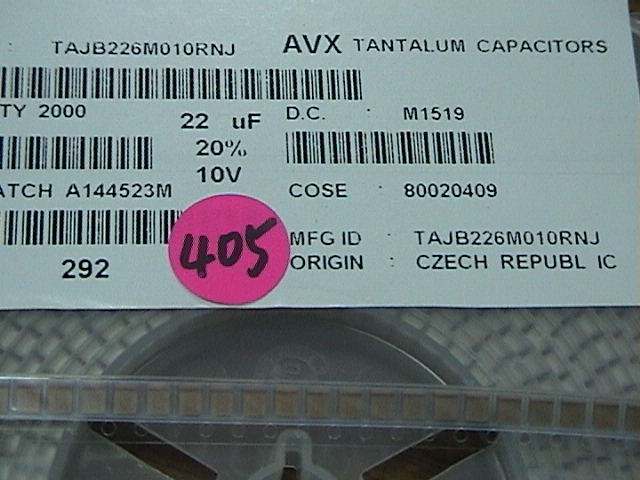 : TAJB226M010RNJ AVX TANTALUM CAPACITORS
TY 2000
22 uF D.C. : M1519
20%
10V
ATCH A144523M COSE : 80020409
405
MFG ID : TAJB226M010RNJ
292 ORIGIN : CZECH REPUBL IC